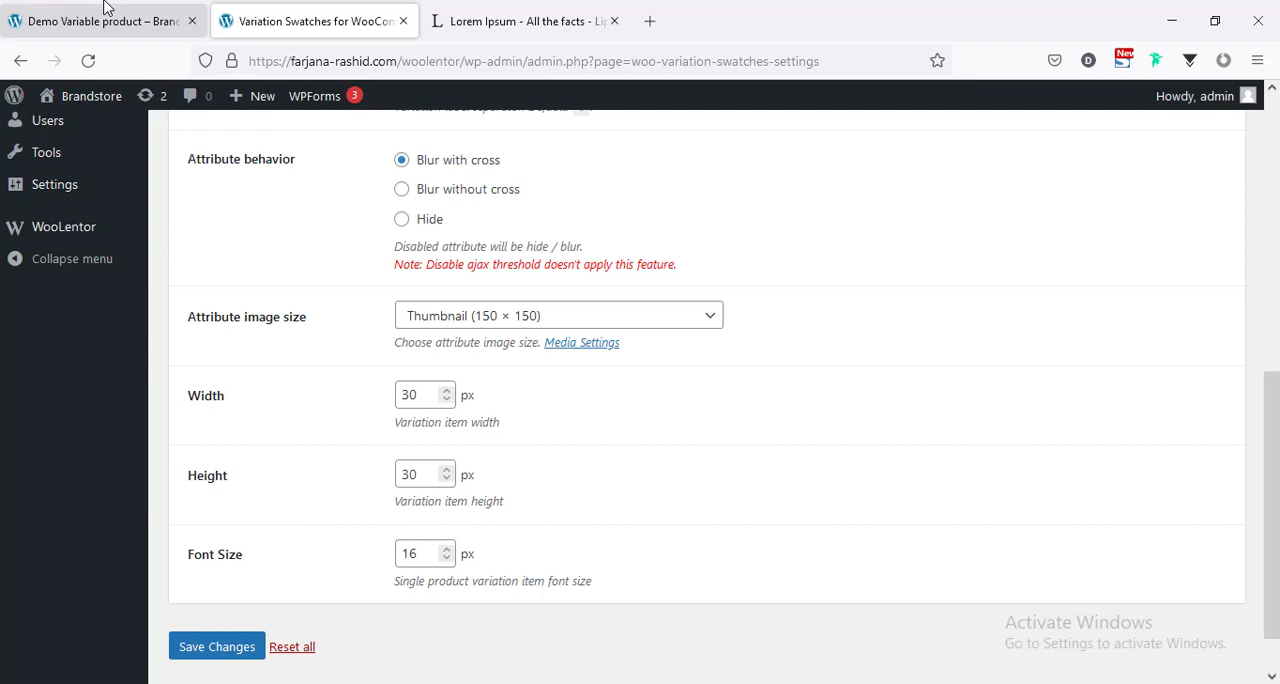 Demo Variable product – Branc
Variation Swatches for WooCon
Lorem Ipsum - All the facts - Lip
https://farjana-rashid.com/woolentor/wp-admin/admin.php?page=woo-variation-swatches-settings
New
Brandstore
2
0
New
WPForms 3
Howdy, admin
Users
Tools
Settings
WooLentor
Collapse menu
Attribute behavior
Blur with cross
Blur without cross
Hide
Disabled attribute will be hide / blur.
Note: Disable ajax threshold doesn't apply this feature.
Attribute image size
Thumbnail (150 × 150)
Choose attribute image size. Media Settings
Width
30 px
Variation item width
Height
30 px
Variation item height
Font Size
16 px
Single product variation item font size
Save Changes
Reset all
Activate Windows
Go to Settings to activate Windows.